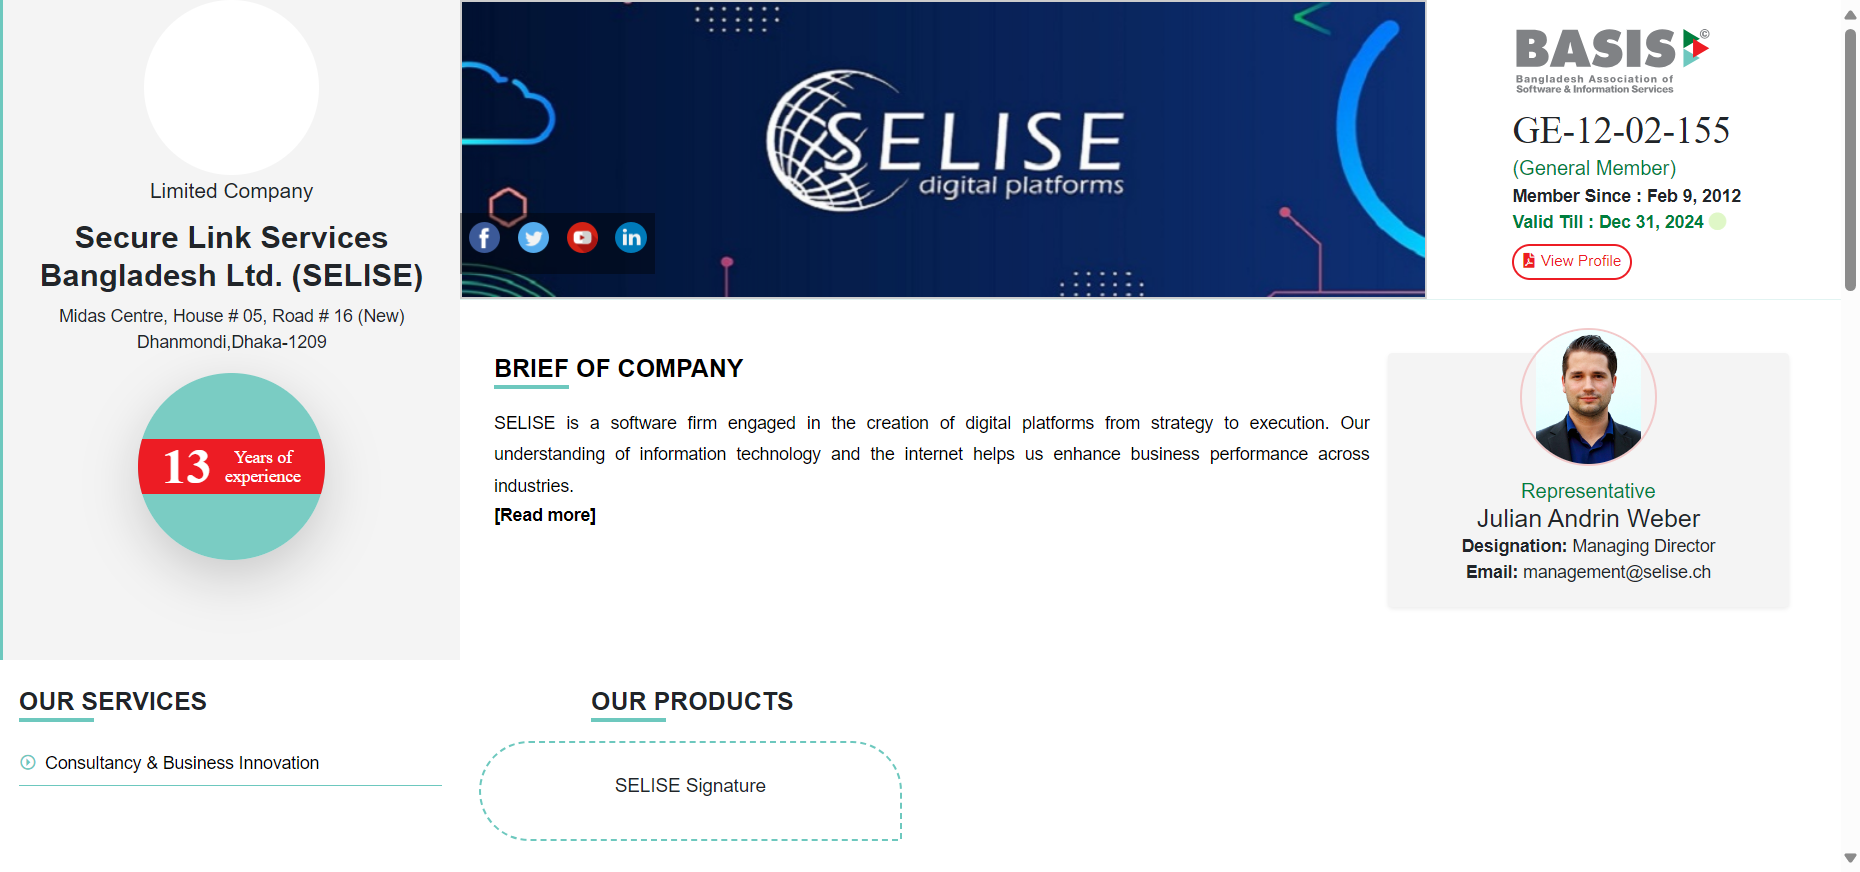 Limited Company
Secure Link Services
Bangladesh Ltd. (SELISE)
Midas Centre, House # 05, Road # 16 (New)
Dhanmondi,Dhaka-1209
13 Years of
experience
SELISE
digital platforms
BASIS ©
Bangladesh Association of
Software & Information Services
GE-12-02-155
(General Member)
Member Since : Feb 9, 2012
Valid Till : Dec 31, 2024
View Profile
BRIEF OF COMPANY
SELISE is a software firm engaged in the creation of digital platforms from strategy to execution. Our
understanding of information technology and the internet helps us enhance business performance across
industries.
[Read more]
Representative
Julian Andrin Weber
Designation: Managing Director
Email: management@selise.ch
OUR SERVICES
Consultancy & Business Innovation
OUR PRODUCTS
SELISE Signature